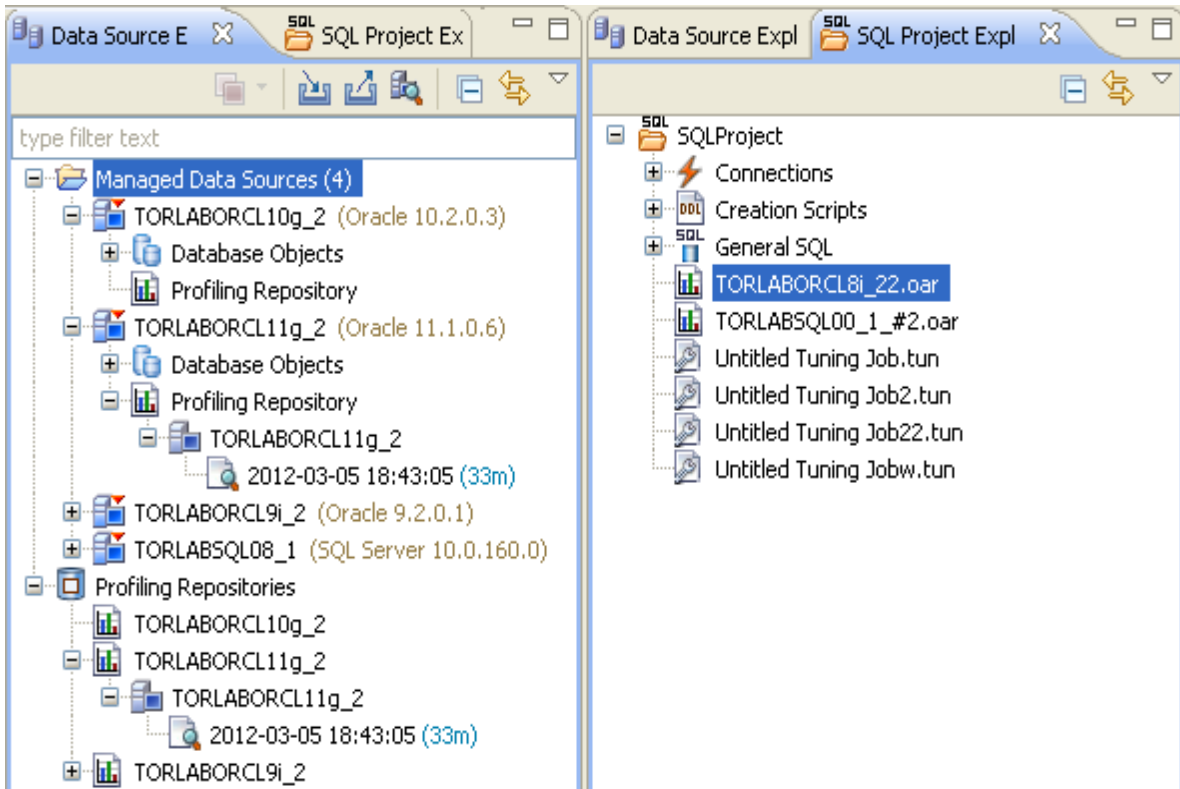 Data Source E
SQL
SQL Project Ex
type filter text
Managed Data Sources (4)
TORLABORCL10g_2 (Oracle 10.2.0.3)
Database Objects
Profiling Repository
TORLABORCL11g_2 (Oracle 11.1.0.6)
Database Objects
Profiling Repository
TORLABORCL11g_2
2012-03-05 18:43:05 (33m)
TORLABORCL9i_2 (Oracle 9.2.0.1)
TORLABSQL08_1 (SQL Server 10.0.160.0)
Profiling Repositories
TORLABORCL10g_2
TORLABORCL11g_2
TORLABORCL11g_2
2012-03-05 18:43:05 (33m)
TORLABORCL9i_2
Data Source Expl
SQL
SQL Project Expl
SQL
SQLProject
Connections
DDL
Creation Scripts
SQL
General SQL
TORLABORCL8i_22.oar
TORLABSQL00_1_#2.oar
Untitled Tuning Job.tun
Untitled Tuning Job2.tun
Untitled Tuning Job22.tun
Untitled Tuning Jobw.tun